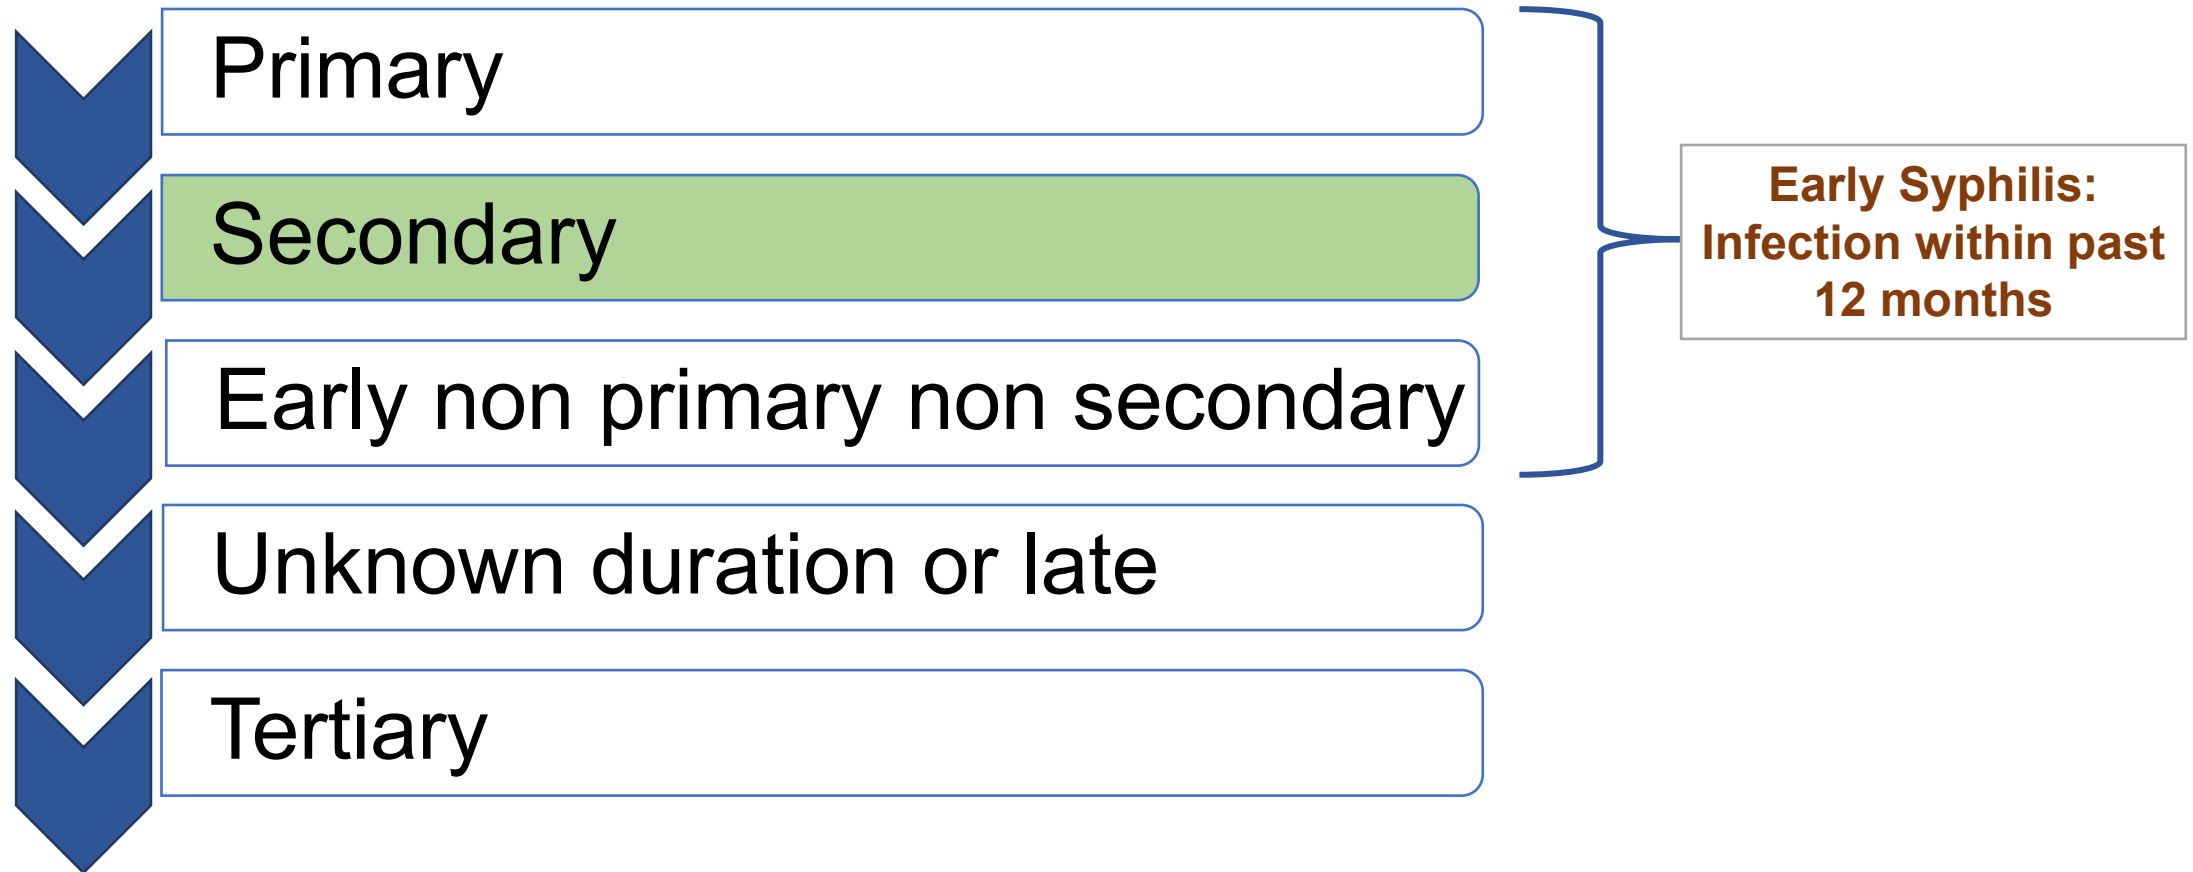 Primary
Secondary
Early non primary non secondary
Unknown duration or late
Tertiary
Early Syphilis:
Infection within past
12 months